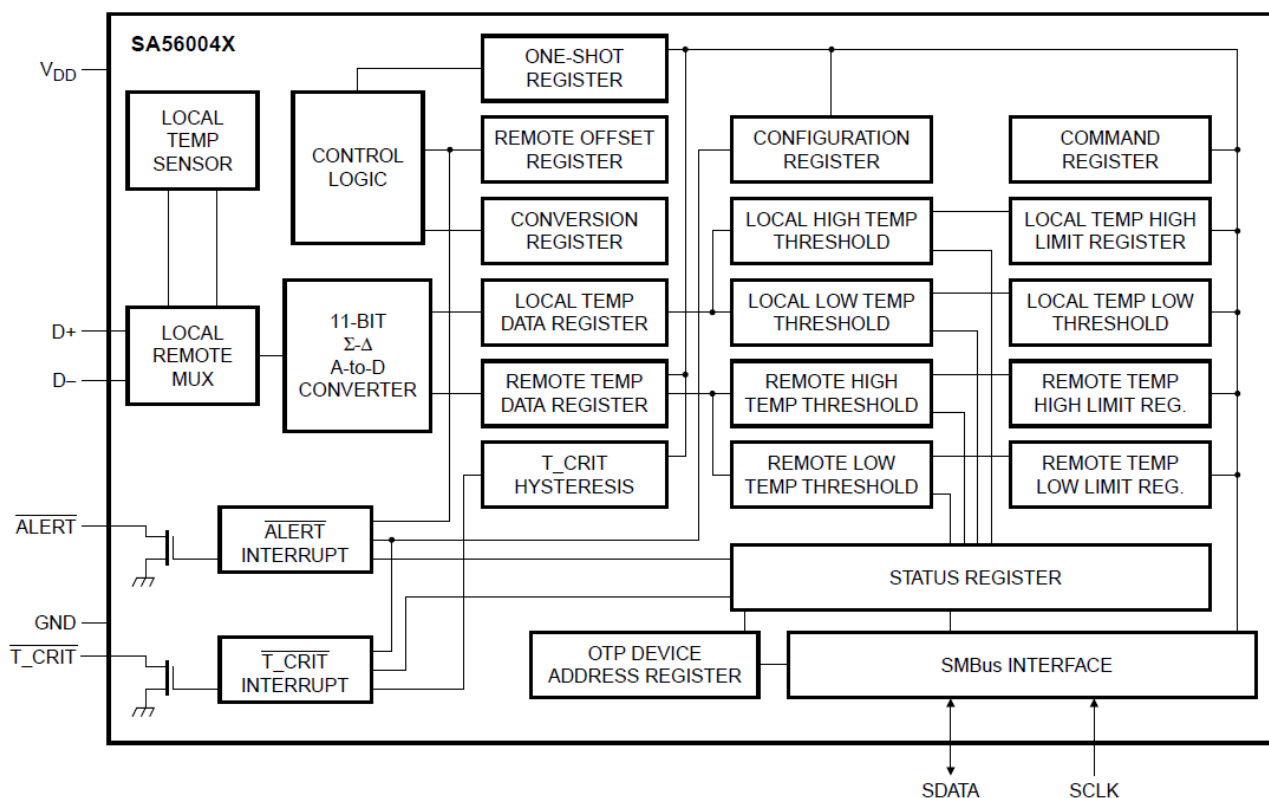 SA56004X
VDD
LOCAL
TEMP
SENSOR
CONTROL
LOGIC
ONE-SHOT
REGISTER
REMOTE OFFSET
REGISTER
CONVERSION
REGISTER
CONFIGURATION
REGISTER
COMMAND
REGISTER
LOCAL HIGH TEMP
THRESHOLD
LOCAL TEMP HIGH
LIMIT REGISTER
D+
D–
LOCAL
REMOTE
MUX
11-BIT
Σ-Δ
A-to-D
CONVERTER
LOCAL TEMP
DATA REGISTER
LOCAL LOW TEMP
THRESHOLD
LOCAL TEMP LOW
THRESHOLD
REMOTE TEMP
DATA REGISTER
REMOTE HIGH
TEMP THRESHOLD
REMOTE TEMP
HIGH LIMIT REG.
T_CRIT
HYSTERESIS
REMOTE LOW
TEMP THRESHOLD
REMOTE TEMP
LOW LIMIT REG.
ALERT
ALERT
INTERRUPT
STATUS REGISTER
GND
T_CRIT
T_CRIT
INTERRUPT
OTP DEVICE
ADDRESS REGISTER
SMBus INTERFACE
SDATA
SCLK